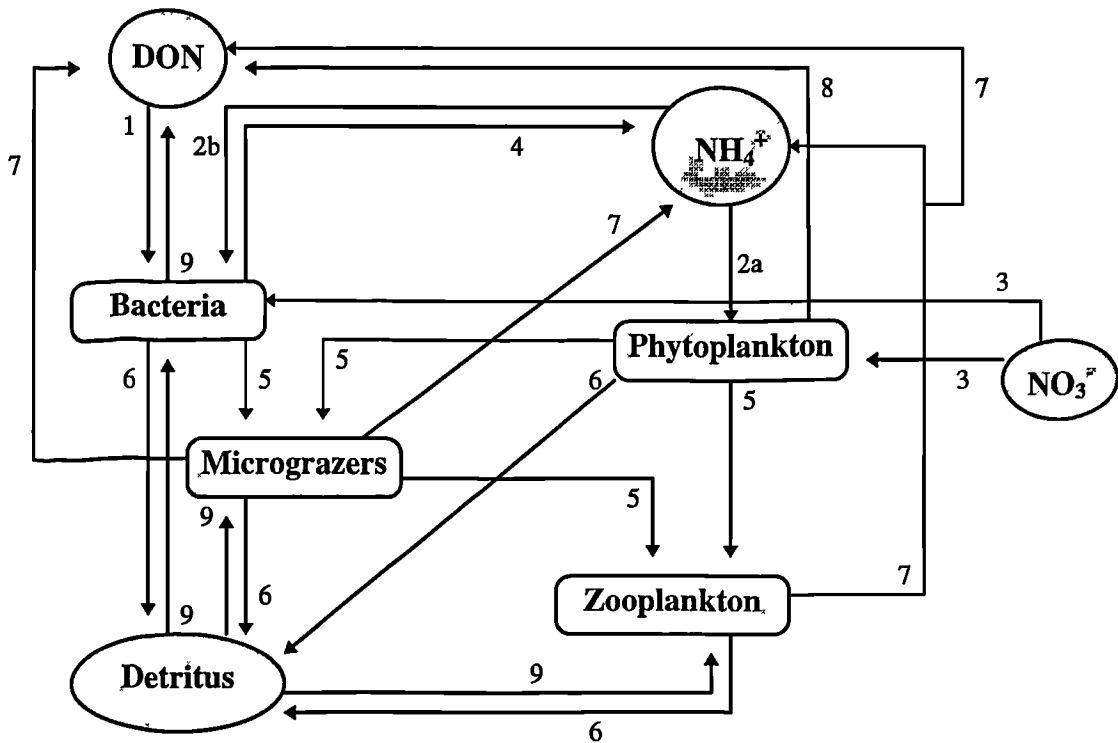 DON
8
7
1
2b
4
NH4+
7
7
9
2a
3
Bacteria
Phytoplankton
6
5
5
6
5
3
NO3-
Micrograzers
9
5
6
7
Zooplankton
9
Detritus
9
6